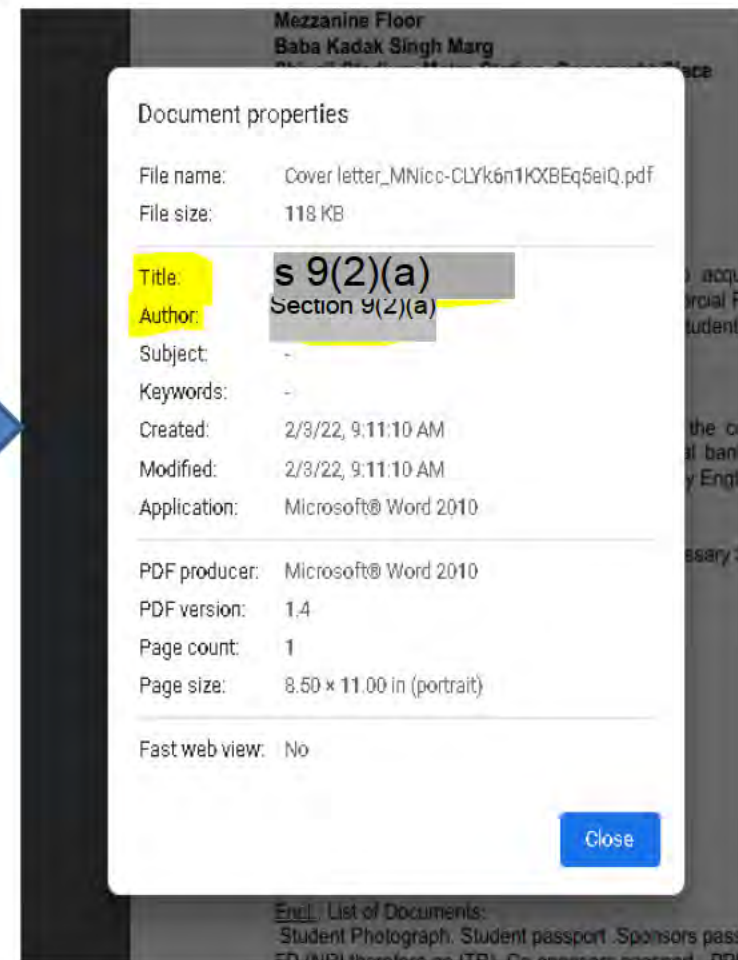 Mezzanine Floor
Baba Kadak Singh Marg
Document properties
File name: Cover letter_MNicc-CLYk6n1KXBEq5eiQ.pdf
File size: 118 KB
Title: s 9(2)(a)
Author: Section 9(2)(a)
Subject: -
Keywords: -
Created: 2/3/22, 9:11:10 AM
Modified: 2/3/22, 9:11:10 AM
Application: Microsoft® Word 2010
PDF producer: Microsoft® Word 2010
PDF version: 1.4
Page count: 1
Page size: 8.50 × 11.00 in (portrait)
Fast web view: No
Close
Encl.: List of Documents:
Student Photograph. Student passport .Sponsors pass